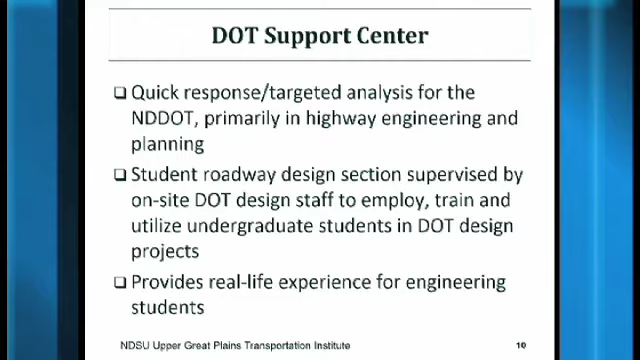 DOT Support Center
Quick response/targeted analysis for the
NDDOT, primarily in highway engineering and
planning
Student roadway design section supervised by
on-site DOT design staff to employ, train and
utilize undergraduate students in DOT design
projects
Provides real-life experience for engineering
students
NDSU Upper Great Plains Transportation Institute
10